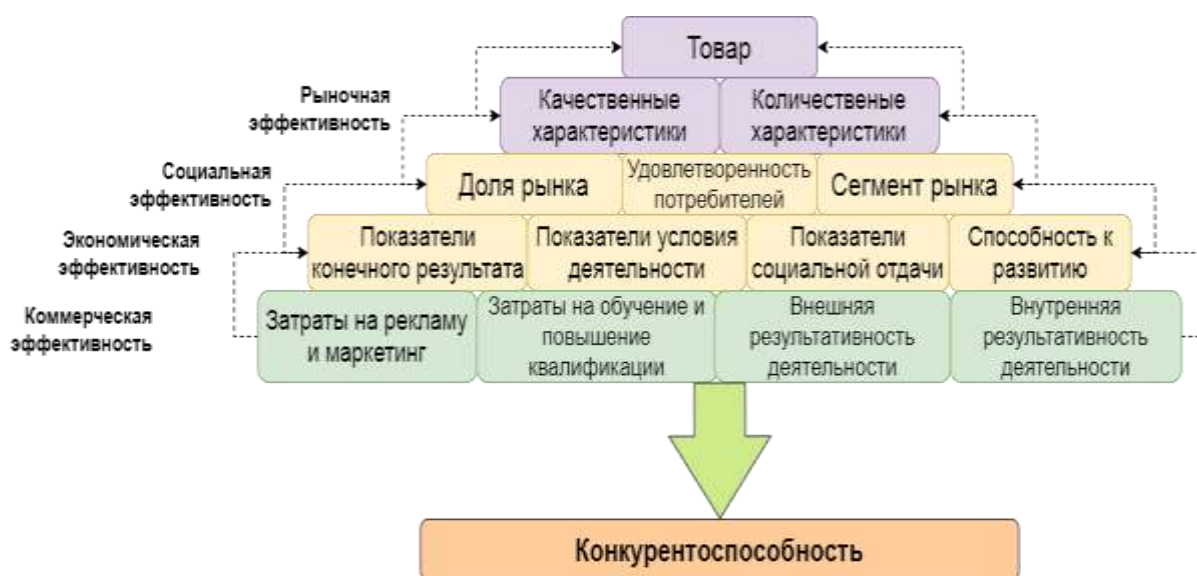 Товар
Рыночная
эффективность
Качественные
характеристики
Количественые
характеристики
Социальная
эффективность
Доля рынка
Удовлетворенность
потребителей
Сегмент рынка
Экономическая
эффективность
Показатели
конечного результата
Показатели условия
деятельности
Показатели
социальной отдачи
Способность к
развитию
Коммерческая
эффективность
Затраты на рекламу
и маркетинг
Затраты на обучение и
повышение
квалификации
Внешняя
результативность
деятельности
Внутренняя
результативность
деятельности
Конкурентоспособность